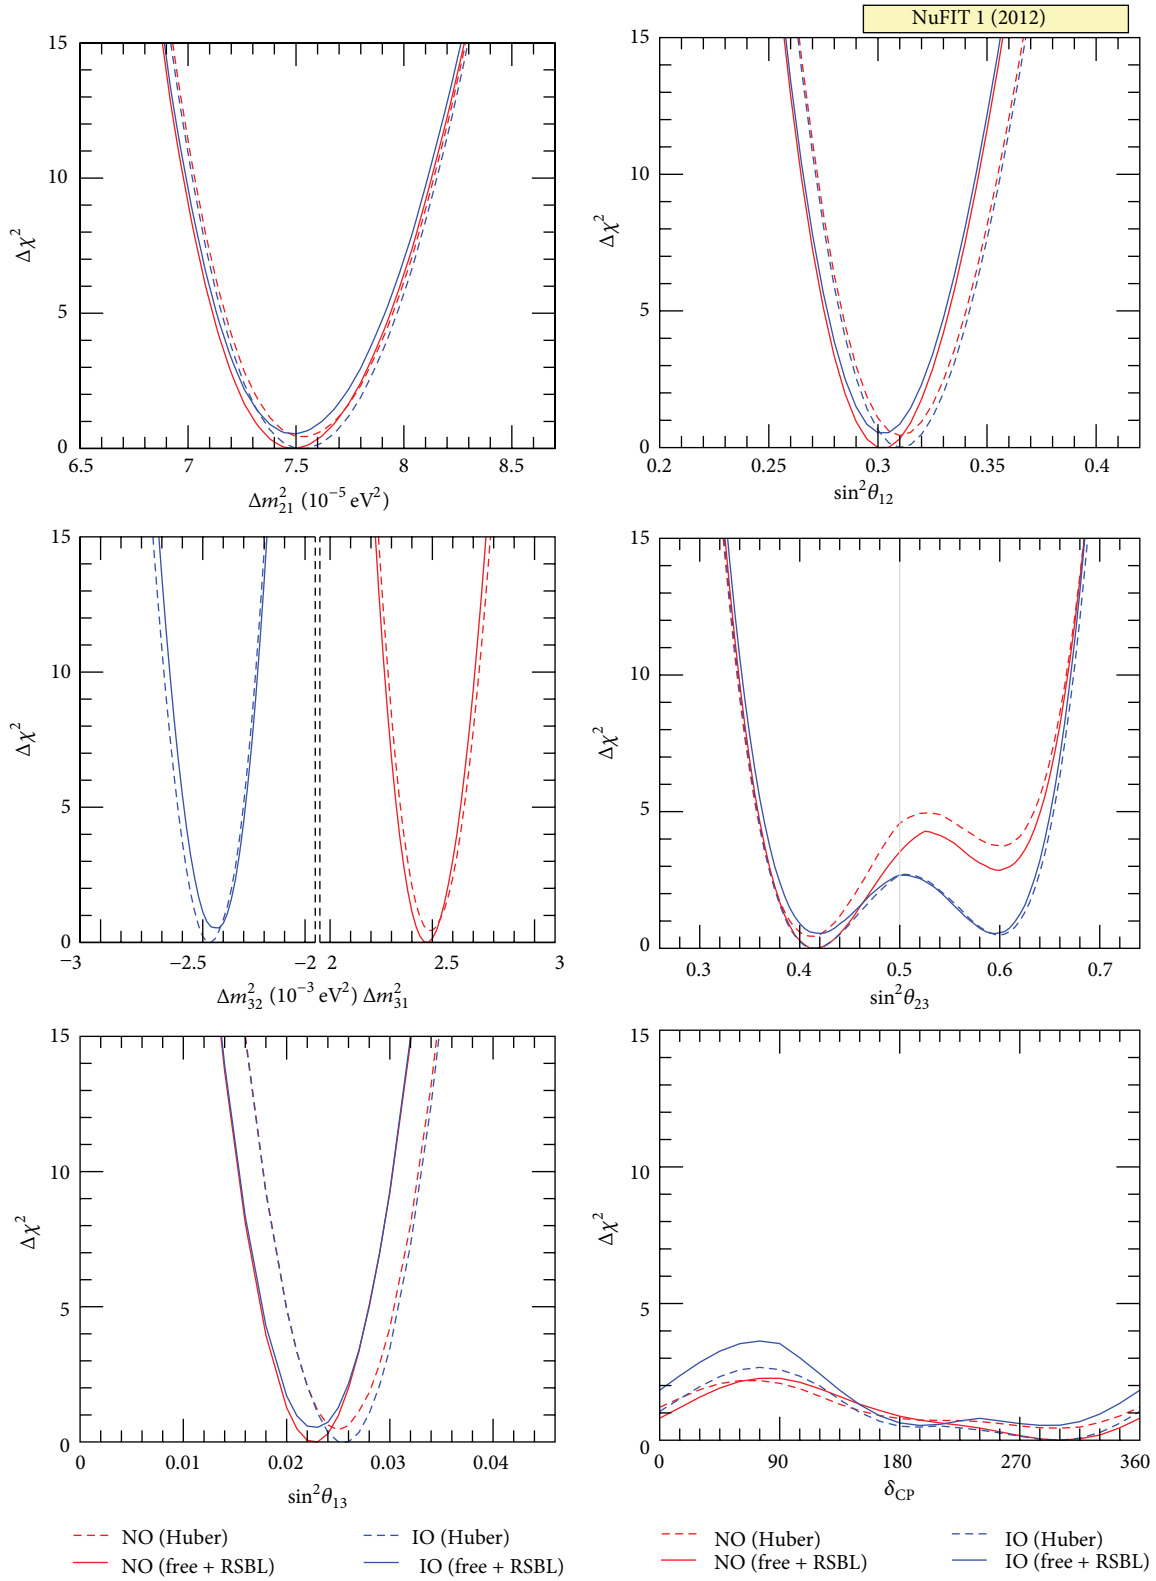 NuFIT 1 (2012)
15
10
5
0
Δχ²
6.5 7 7.5 8 8.5
Δm²₂₁ (10⁻⁵ eV²)
15
10
5
0
Δχ²
0.2 0.25 0.3 0.35 0.4
sin²θ₁₂
15
10
5
0
Δχ²
−3 −2.5 −2 2 2.5 3
Δm²₃₂ (10⁻³ eV²) Δm²₃₁
15
10
5
0
Δχ²
0.3 0.4 0.5 0.6 0.7
sin²θ₂₃
15
10
5
0
Δχ²
0 0.01 0.02 0.03 0.04
sin²θ₁₃
15
10
5
0
Δχ²
0 90 180 270 360
δCP
NO (Huber) IO (Huber)
NO (free + RSBL) IO (free + RSBL)
NO (Huber) IO (Huber)
NO (free + RSBL) IO (free + RSBL)